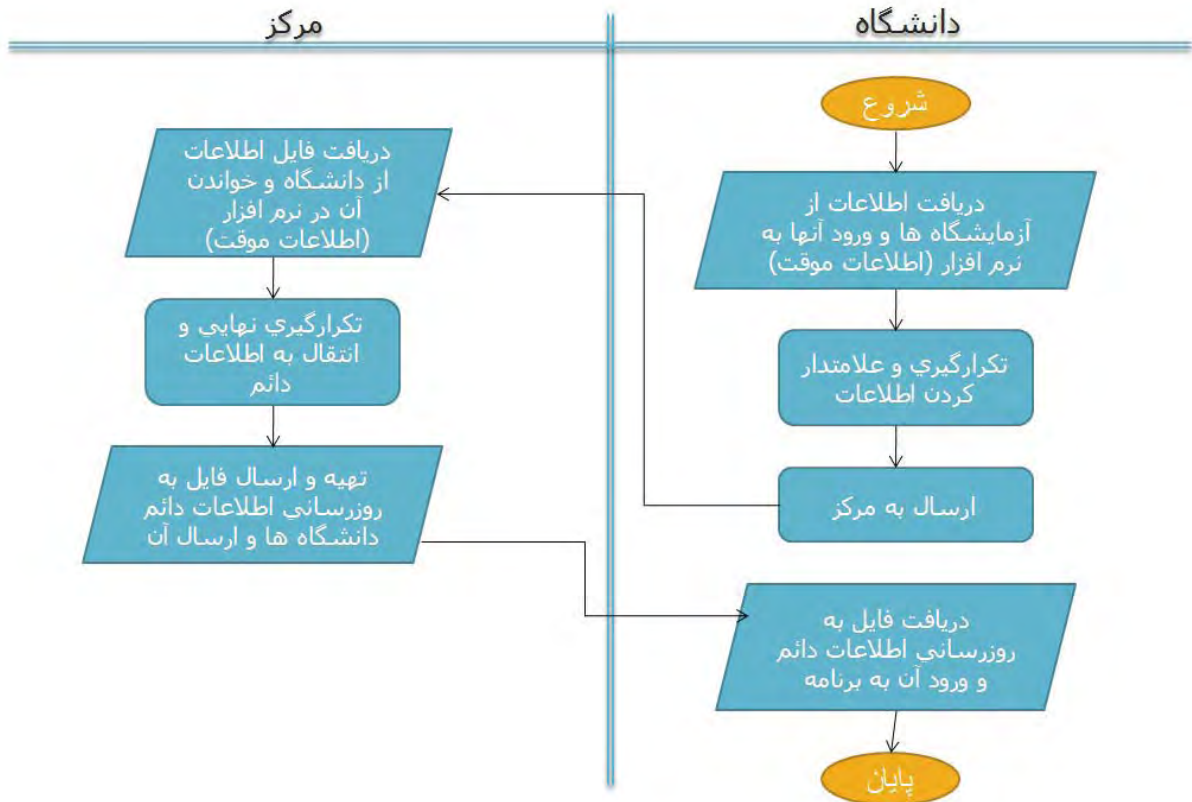 دانشگاه
مرکز
شروع
دریافت اطلاعات از
آزمایشگاه ها و ورود آنها به
نرم افزار (اطلاعات موقت)
تکرارگیري و علامتدار
کردن اطلاعات
ارسال به مرکز
دریافت فایل اطلاعات
از دانشگاه و خواندن
آن در نرم افزار
(اطلاعات موقت)
تکرارگیري نهایي و
انتقال به اطلاعات
دائم
تهیه و ارسال فایل به
روزرساني اطلاعات دائم
دانشگاه ها و ارسال آن
دریافت فایل به
روزرساني اطلاعات دائم
و ورود آن به برنامه
پایان